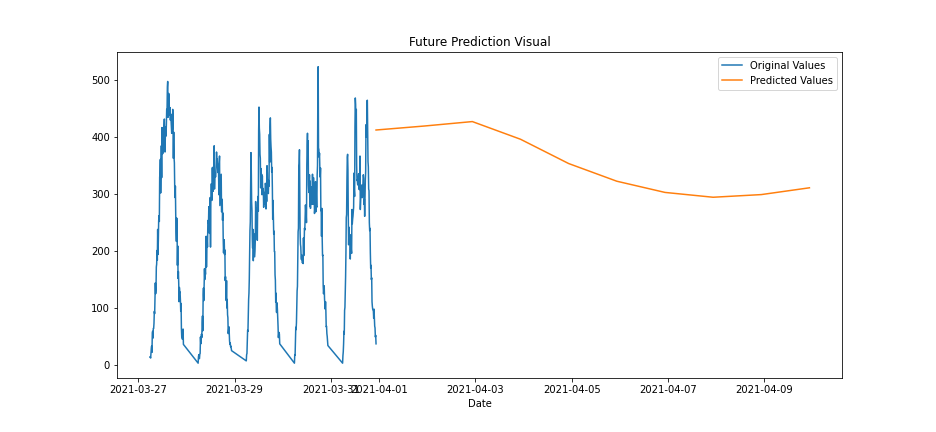 Future Prediction Visual
Original Values
Predicted Values
500
400
300
200
100
0
2021-03-27 2021-03-29 2021-03-31 2021-04-01 2021-04-03 2021-04-05 2021-04-07 2021-04-09
Date